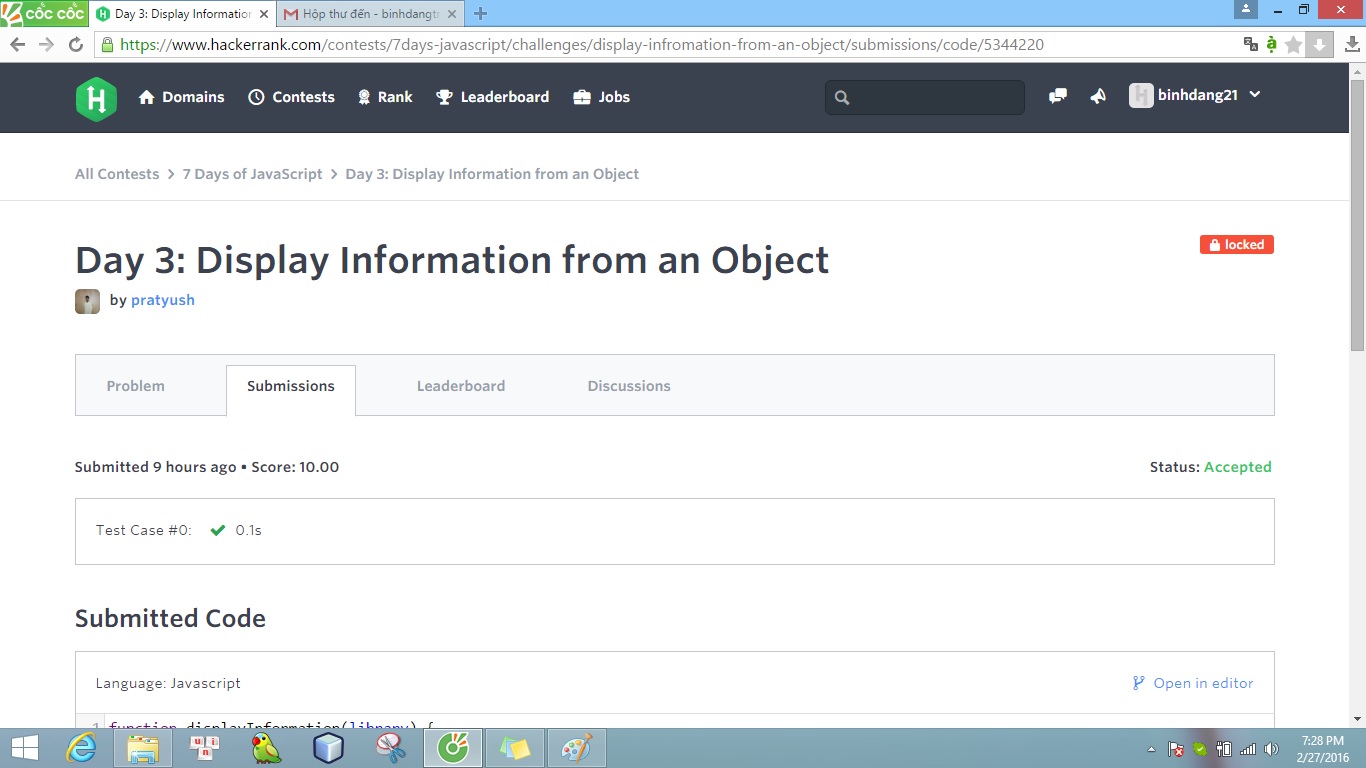 CỐC CỐC
Day 3: Display Information
Hộp thư đến - binhdangt
https://www.hackerrank.com/contests/7days-javascript/challenges/display-infromation-from-an-object/submissions/code/5344220
Domains Contests Rank Leaderboard Jobs binhdang21
All Contests > 7 Days of JavaScript > Day 3: Display Information from an Object
Day 3: Display Information from an Object
locked
by pratyush
Problem Submissions Leaderboard Discussions
Submitted 9 hours ago ▪ Score: 10.00 Status: Accepted
Test Case #0: ✔ 0.1s
Submitted Code
Language: Javascript Open in editor
1 function displayInformation(library) {
7:28 PM
2/27/2016